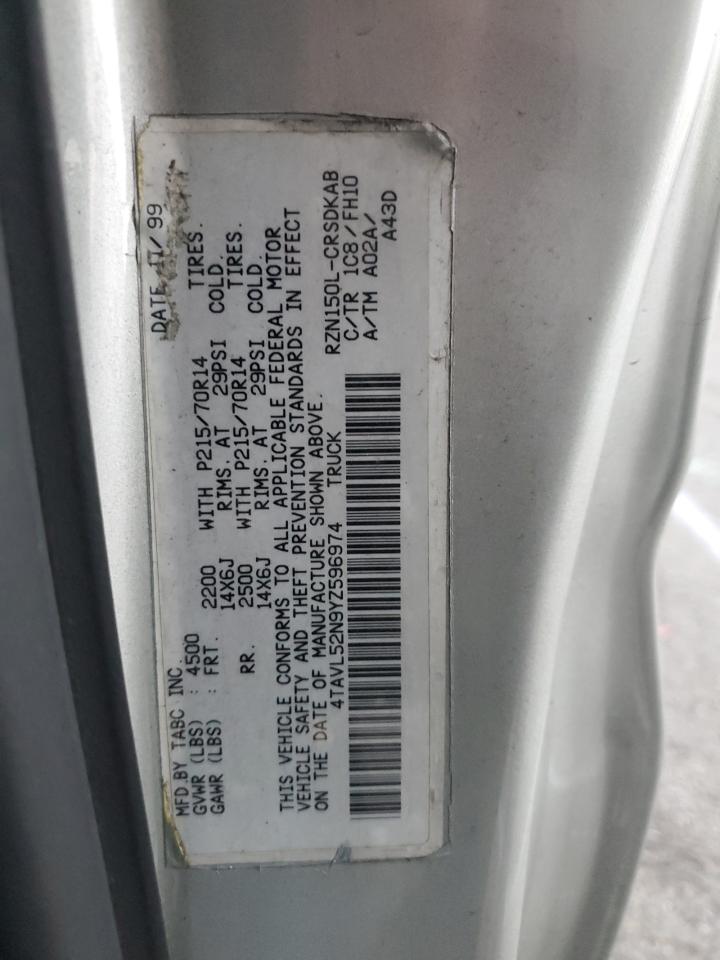 MFD.BY TABC INC. DATE 11/99
GVWR (LBS) : 4500 WITH P215/70R14 TIRES.
GAWR (LBS) : FRT. 2200 RIMS. AT 29PSI COLD.
14X6J WITH P215/70R14 TIRES.
RR. 2500 RIMS. AT 29PSI COLD.
14X6J
THIS VEHICLE CONFORMS TO ALL APPLICABLE FEDERAL MOTOR
VEHICLE SAFETY AND THEFT PREVENTION STANDARDS IN EFFECT
ON THE DATE OF MANUFACTURE SHOWN ABOVE.
4TAVL52N9YZ596974 TRUCK
RZN150L-CRSDKAB
C/TR 1C8/FH10
A/TM A02A/
A43D